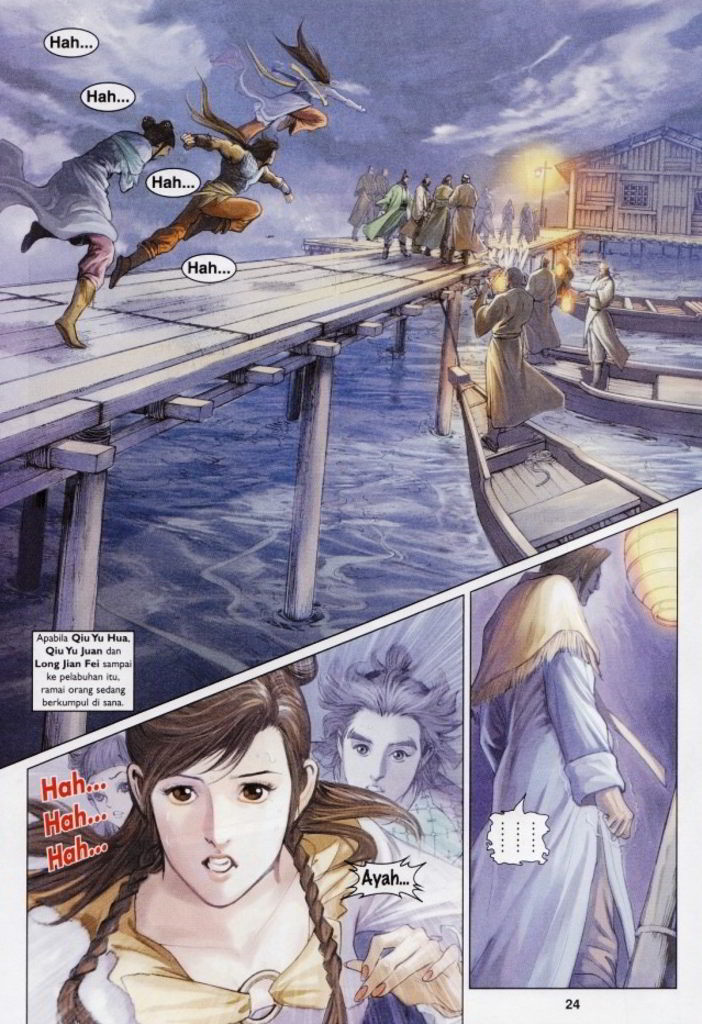 Hah...
Hah...
Hah...
Hah...
Apabila Qiu Yu Hua,
Qiu Yu Juan dan
Long Jian Fei sampai
ke pelabuhan itu,
ramai orang sedang
berkumpul di sana.
Hah...
Hah...
Hah...
Ayah...
24